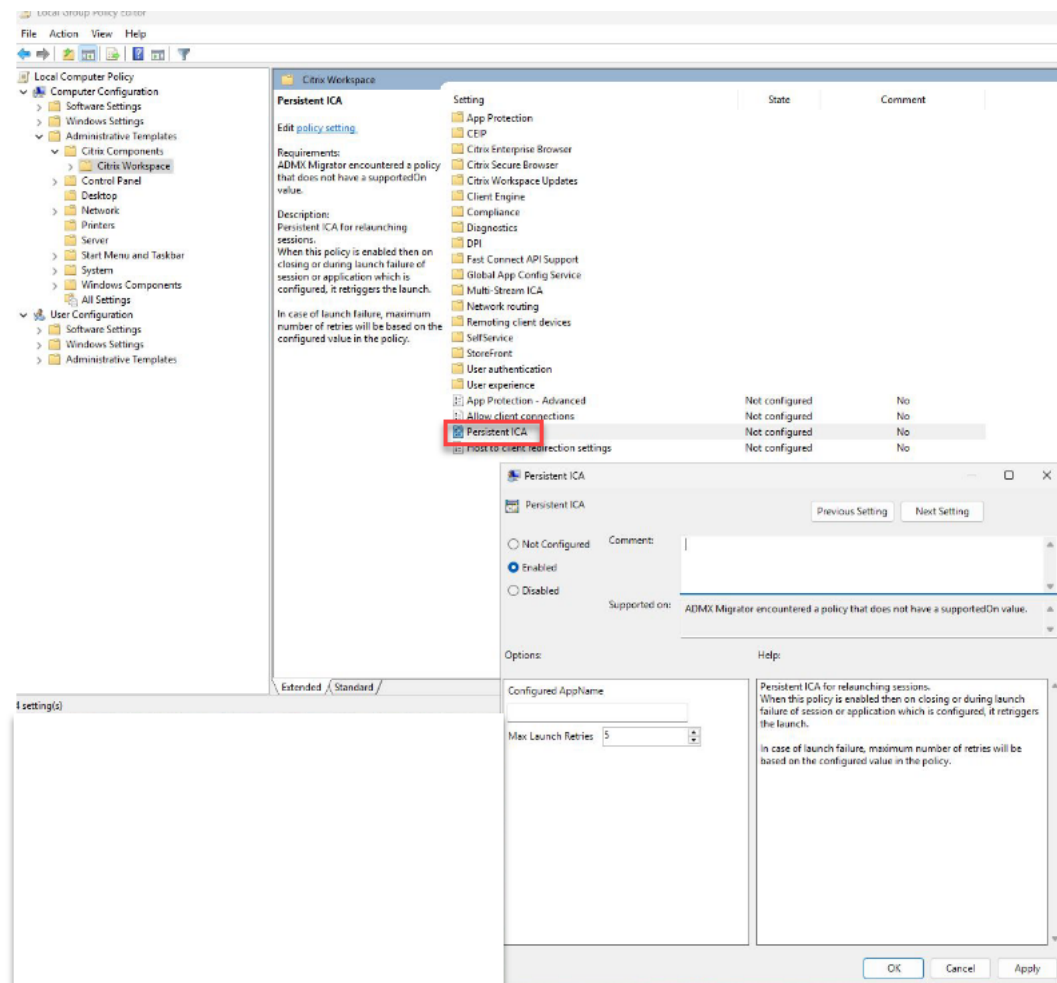 Local Group Policy Editor
File Action View Help
Local Computer Policy
Computer Configuration
Software Settings
Windows Settings
Administrative Templates
Citrix Components
Citrix Workspace
Control Panel
Desktop
Network
Printers
Server
Start Menu and Taskbar
System
Windows Components
All Settings
User Configuration
Software Settings
Windows Settings
Administrative Templates
Citrix Workspace
Persistent ICA
Edit policy setting
Requirements:
ADMX Migrator encountered a policy
that does not have a supportedOn
value.
Description:
Persistent ICA for relaunching
sessions.
When this policy is enabled then on
closing or during launch failure of
session or application which is
configured, it retriggers the launch.
In case of launch failure, maximum
number of retries will be based on the
configured value in the policy.
Setting State Comment
App Protection
CEIP
Citrix Enterprise Browser
Citrix Secure Browser
Citrix Workspace Updates
Client Engine
Compliance
Diagnostics
DPI
Fast Connect API Support
Global App Config Service
Multi-Stream ICA
Network routing
Remoting client devices
SelfService
StoreFront
User authentication
User experience
App Protection - Advanced Not configured No
Allow client connections Not configured No
Persistent ICA Not configured No
Host to client redirection settings Not configured No
Extended Standard
4 setting(s)
Persistent ICA
Persistent ICA
Previous Setting Next Setting
Not Configured Comment:
Enabled
Disabled
Supported on: ADMX Migrator encountered a policy that does not have a supportedOn value.
Options: Help:
Configured AppName
Max Launch Retries 5
Persistent ICA for relaunching sessions.
When this policy is enabled then on closing or during launch
failure of session or application which is configured, it retriggers
the launch.
In case of launch failure, maximum number of retries will be
based on the configured value in the policy.
OK Cancel Apply